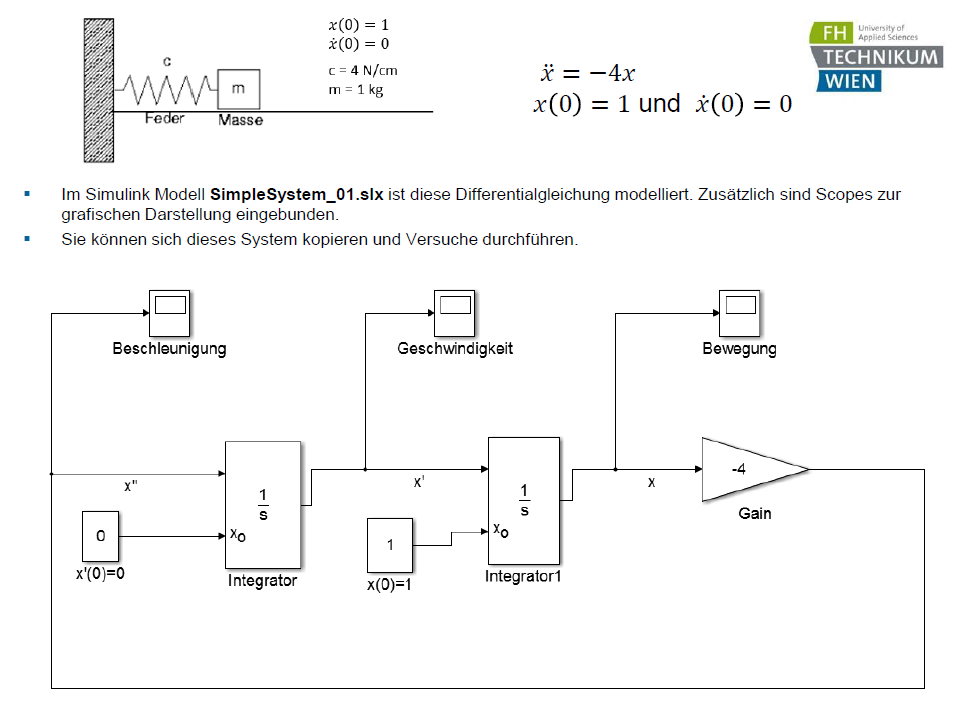 x(0) = 1
ẋ(0) = 0
c = 4 N/cm
m = 1 kg
c
m
Feder
Masse
ẍ = −4x
x(0) = 1 und ẋ(0) = 0
FH University of Applied Sciences
TECHNIKUM
WIEN
Im Simulink Modell SimpleSystem_01.slx ist diese Differentialgleichung modelliert. Zusätzlich sind Scopes zur
grafischen Darstellung eingebunden.
Sie können sich dieses System kopieren und Versuche durchführen.
Beschleunigung
Geschwindigkeit
Bewegung
x''
0
x'(0)=0
1
s
xo
Integrator
x'
1
x(0)=1
1
s
xo
Integrator1
x
-4
Gain